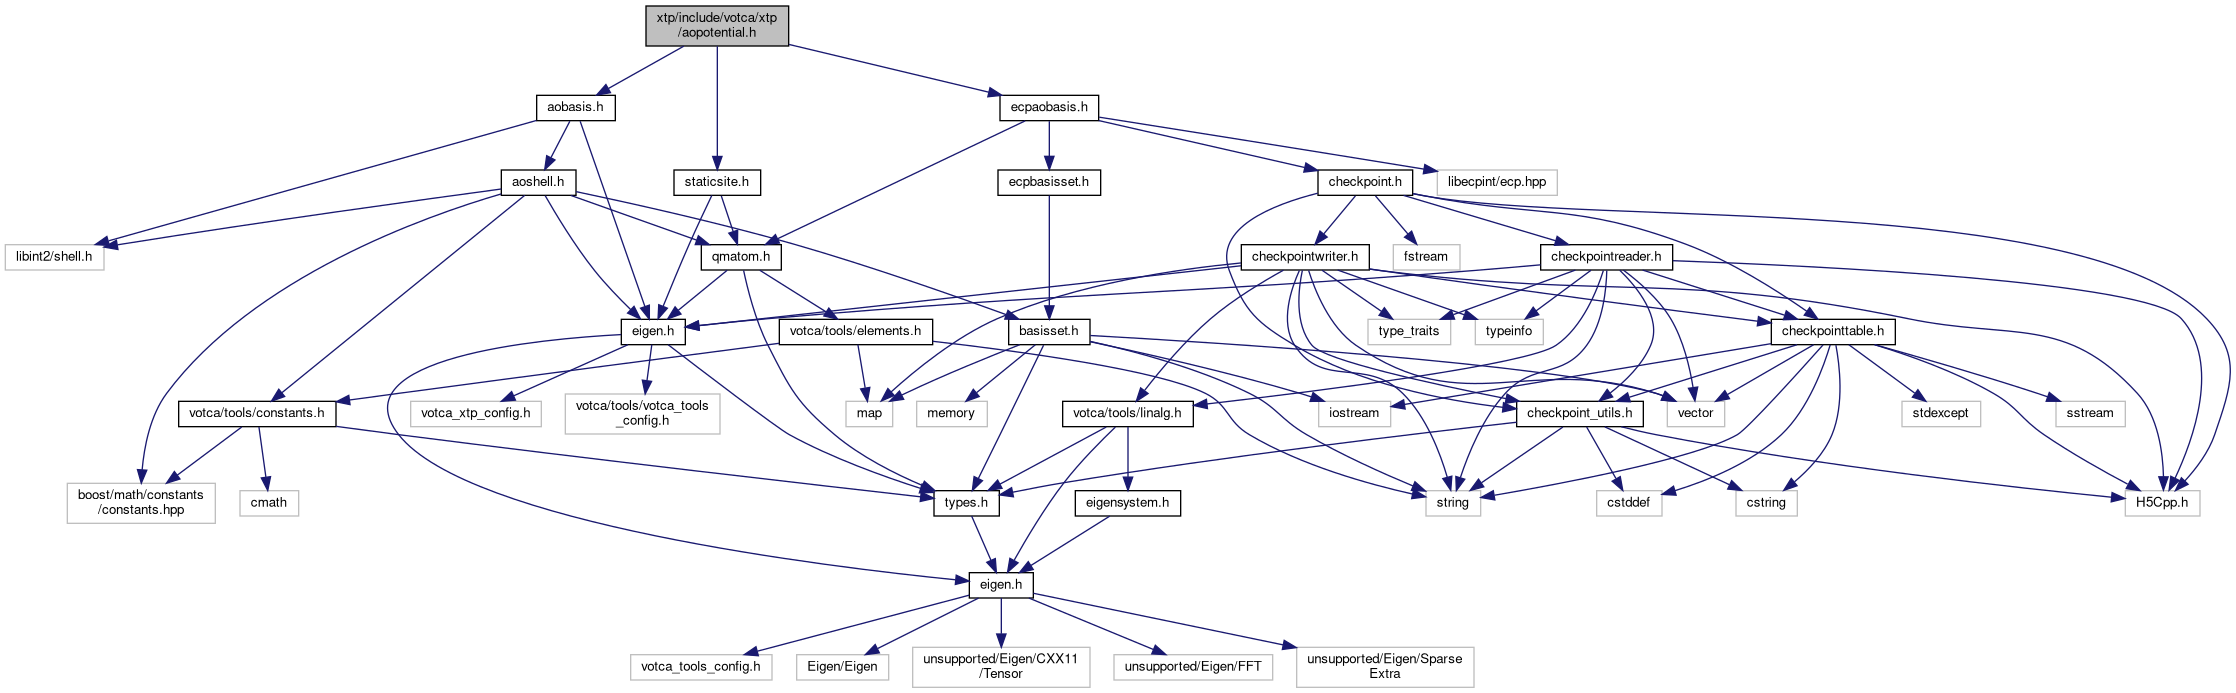 xtp/include/votca/xtp
/aopotential.h
aobasis.h
ecpaobasis.h
aoshell.h
staticsite.h
ecpbasisset.h
checkpoint.h
libecpint/ecp.hpp
libint2/shell.h
qmatom.h
checkpointwriter.h
fstream
checkpointreader.h
eigen.h
votca/tools/elements.h
basisset.h
type_traits
typeinfo
checkpointtable.h
votca/tools/constants.h
votca_xtp_config.h
votca/tools/votca_tools
_config.h
map
memory
votca/tools/linalg.h
iostream
checkpoint_utils.h
vector
stdexcept
sstream
boost/math/constants
/constants.hpp
cmath
types.h
eigensystem.h
string
cstddef
cstring
H5Cpp.h
eigen.h
votca_tools_config.h
Eigen/Eigen
unsupported/Eigen/CXX11
/Tensor
unsupported/Eigen/FFT
unsupported/Eigen/Sparse
Extra